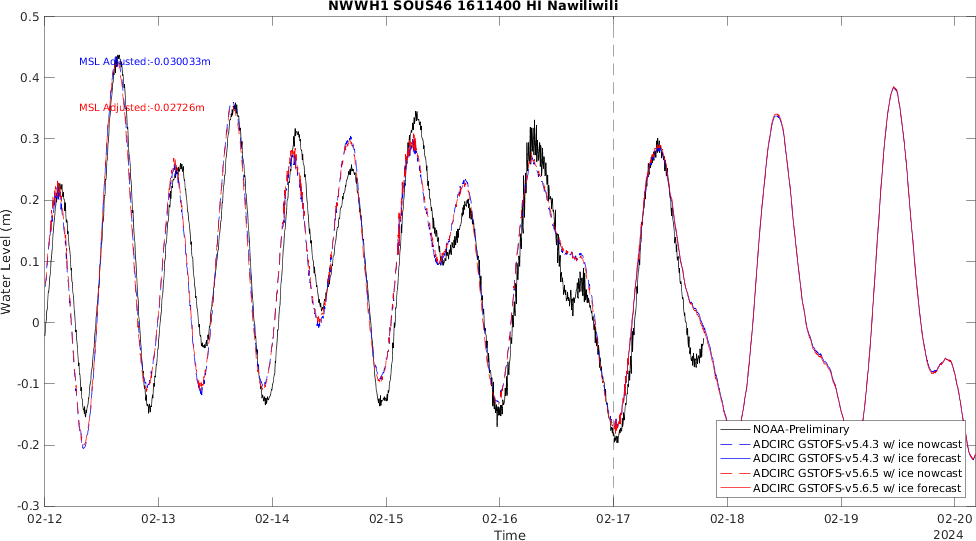 NWWH1 SOUS46 1611400 HI Nawiliwili
MSL Adjusted:-0.030033m
MSL Adjusted:-0.02726m
Water Level (m)
0.5
0.4
0.3
0.2
0.1
0
-0.1
-0.2
-0.3
NOAA-Preliminary
ADCIRC GSTOFS-v5.4.3 w/ ice nowcast
ADCIRC GSTOFS-v5.4.3 w/ ice forecast
ADCIRC GSTOFS-v5.6.5 w/ ice nowcast
ADCIRC GSTOFS-v5.6.5 w/ ice forecast
02-12 02-13 02-14 02-15 02-16 02-17 02-18 02-19 02-20
Time
2024